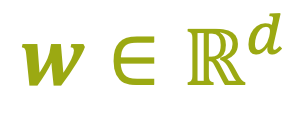 𝒘 ∈ ℝ^𝑑